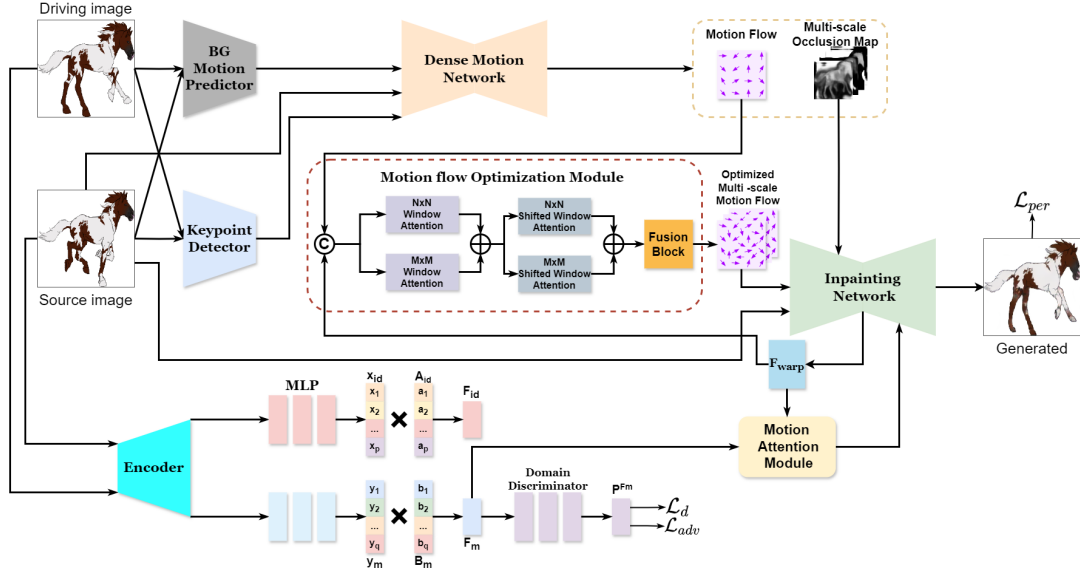 Driving image
BG
Motion
Predictor
Dense Motion
Network
Motion Flow
Multi-scale
Occlusion Map
Source image
Keypoint
Detector
Motion flow Optimization Module
C
NxN
Window
Attention
MxM
Window
Attention
NxN
Shifted Window
Attention
MxM
Shifted Window
Attention
Fusion
Block
Optimized
Multi -scale
Motion Flow
Inpainting
Network
ℒper
Generated
Fwarp
Motion
Attention
Module
Encoder
MLP
xid
x1
x2
...
xp
Aid
a1
a2
...
ap
Fid
y1
y2
...
yq
ym
b1
b2
...
bq
Bm
Fm
Domain
Discriminator
PFm
ℒd
ℒadv